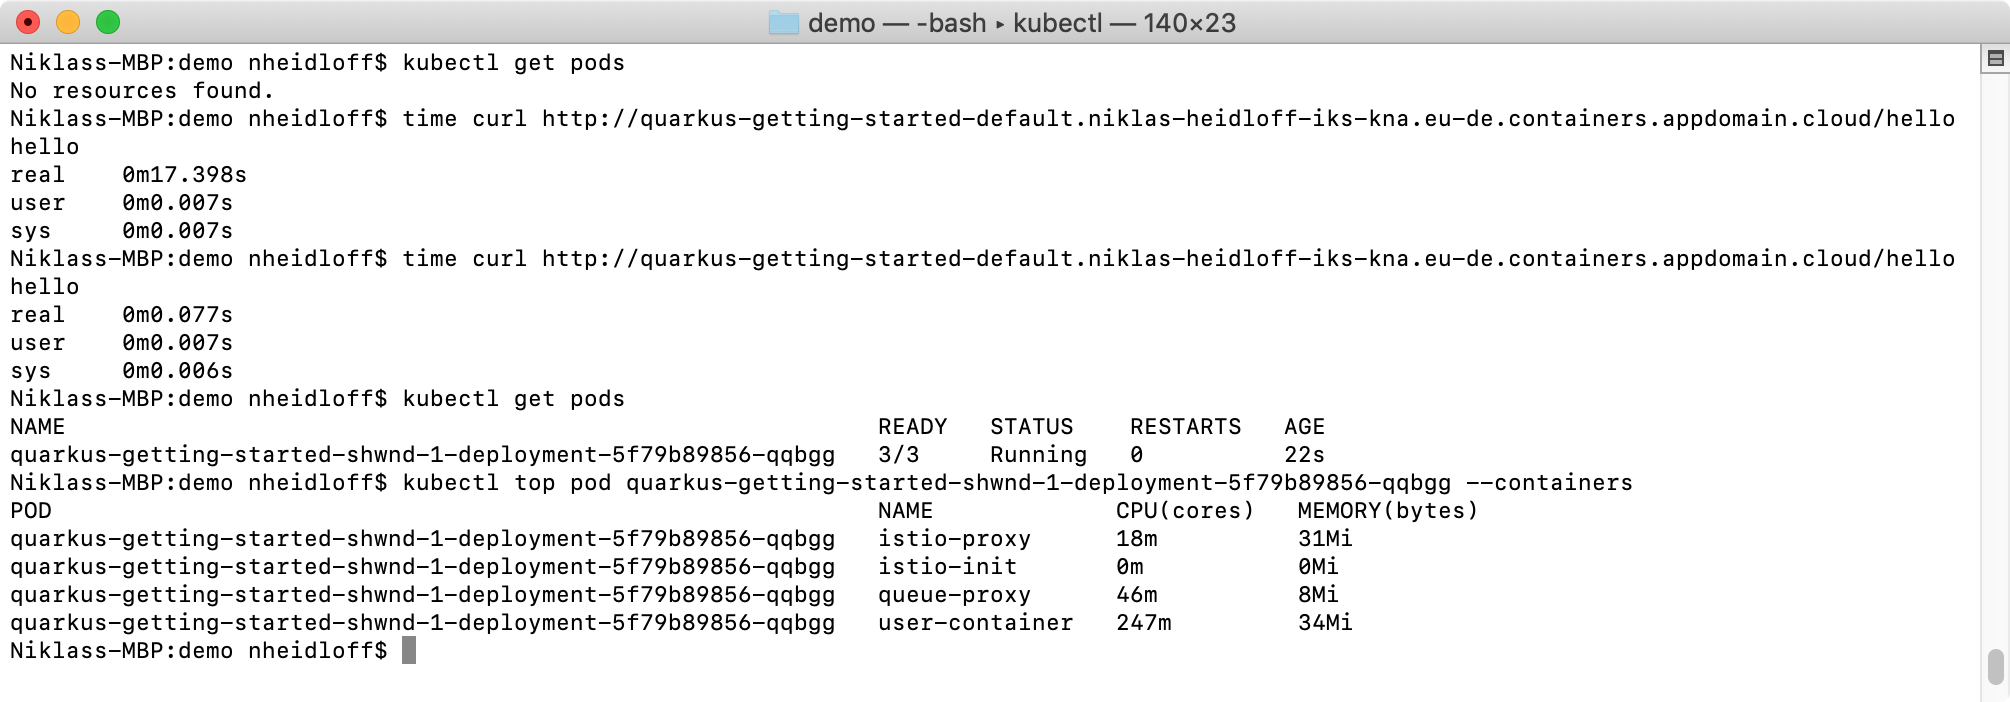 demo — -bash ▸ kubectl — 140×23
Niklass-MBP:demo nheidloff$ kubectl get pods
No resources found.
Niklass-MBP:demo nheidloff$ time curl http://quarkus-getting-started-default.niklas-heidloff-iks-kna.eu-de.containers.appdomain.cloud/hello
hello
real    0m17.398s
user    0m0.007s
sys     0m0.007s
Niklass-MBP:demo nheidloff$ time curl http://quarkus-getting-started-default.niklas-heidloff-iks-kna.eu-de.containers.appdomain.cloud/hello
hello
real    0m0.077s
user    0m0.007s
sys     0m0.006s
Niklass-MBP:demo nheidloff$ kubectl get pods
NAME                                                          READY   STATUS    RESTARTS   AGE
quarkus-getting-started-shwnd-1-deployment-5f79b89856-qqbgg   3/3     Running   0          22s
Niklass-MBP:demo nheidloff$ kubectl top pod quarkus-getting-started-shwnd-1-deployment-5f79b89856-qqbgg --containers
POD                                                           NAME             CPU(cores)   MEMORY(bytes)
quarkus-getting-started-shwnd-1-deployment-5f79b89856-qqbgg   istio-proxy      18m          31Mi
quarkus-getting-started-shwnd-1-deployment-5f79b89856-qqbgg   istio-init       0m           0Mi
quarkus-getting-started-shwnd-1-deployment-5f79b89856-qqbgg   queue-proxy      46m          8Mi
quarkus-getting-started-shwnd-1-deployment-5f79b89856-qqbgg   user-container   247m         34Mi
Niklass-MBP:demo nheidloff$